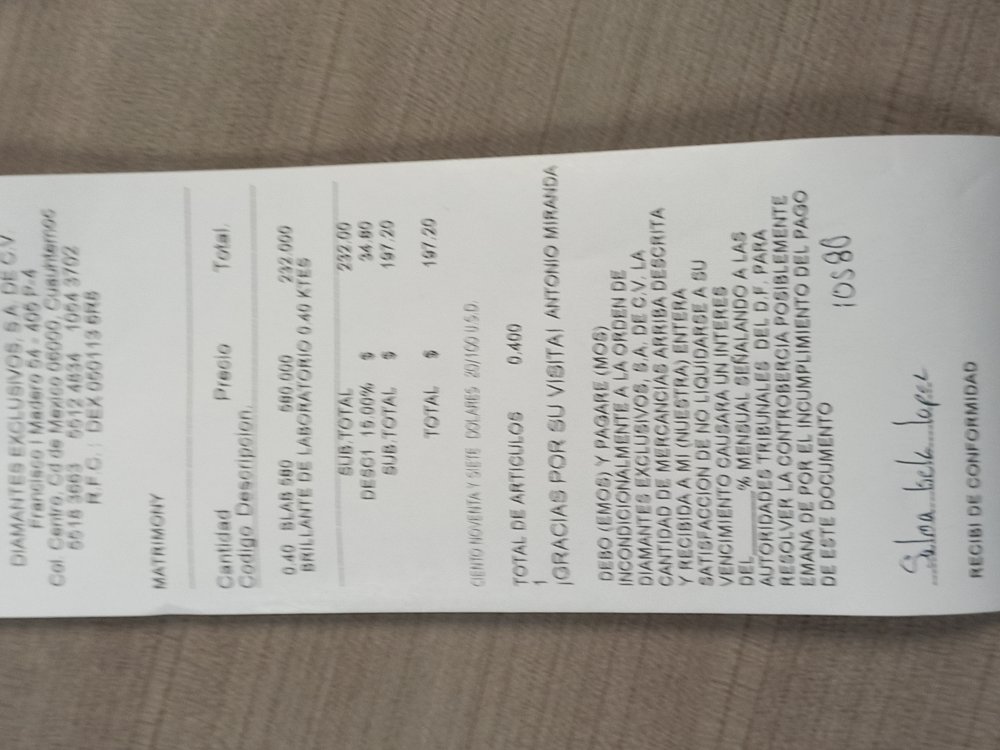 DIAMANTES EXCLUSIVOS, S.A. DE C.V.
Francisco I Madero 54 - 405 P-4
Col. Centro, Cd de Mexico 06000, Cuauhtemoc
5518 3663 5512 4834 1054 3702
R.F.C. : DEX 050113 6R6
MATRIMONY
Cantidad Precio Total.
Codigo Descripcion.
0.40 BLAB 580 580.000 232.000
BRILLANTE DE LABORATORIO 0.40 KTES
SUB.TOTAL 232.00
DESC1 15.00% $ 34.80
SUB.TOTAL $ 197.20
TOTAL $ 197.20
CIENTO NOVENTA Y SIETE DOLARES 20/100 U.S.D.
TOTAL DE ARTICULOS 0.400
1
¡GRACIAS POR SU VISITA! ANTONIO MIRANDA
DEBO (EMOS) Y PAGARE (MOS)
INCONDICIONALMENTE A LA ORDEN DE
DIAMANTES EXCLUSIVOS, S.A. DE C.V. LA
CANTIDAD DE MERCANCIAS ARRIBA DESCRITA
Y RECIBIDA A MI (NUESTRA) ENTERA
SATISFACCION DE NO LIQUIDARSE A SU
VENCIMIENTO CAUSARA UN INTERES
DEL______% MENSUAL SEÑALANDO A LAS
AUTORIDADES TRIBUNALES DEL D.F. PARA
RESOLVER LA CONTROBERCIA POSIBLEMENTE
EMANA DE POR EL INCUMPLIMIENTO DEL PAGO
DE ESTE DOCUMENTO
10580
Salma Isela Lopez
RECIBI DE CONFORMIDAD